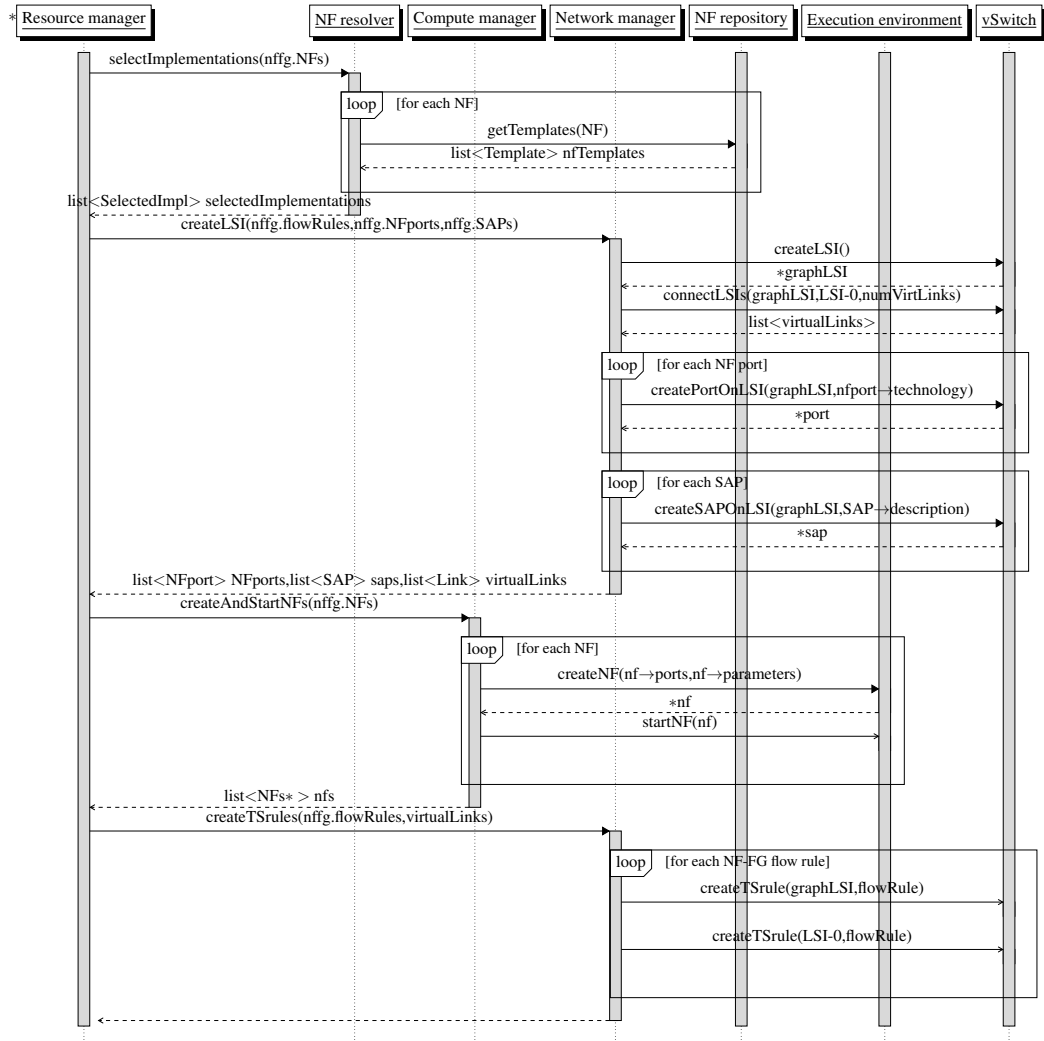 * Resource manager NF resolver Compute manager Network manager NF repository Execution environment vSwitch
selectImplementations(nffg.NFs)
loop [for each NF]
getTemplates(NF)
list<Template> nfTemplates
list<SelectedImpl> selectedImplementations
createLSI(nffg.flowRules,nffg.NFports,nffg.SAPs)
createLSI()
*graphLSI
connectLSIs(graphLSI,LSI-0,numVirtLinks)
list<virtualLinks>
loop [for each NF port]
createPortOnLSI(graphLSI,nfport→technology)
*port
loop [for each SAP]
createSAPOnLSI(graphLSI,SAP→description)
*sap
list<NFport> NFports,list<SAP> saps,list<Link> virtualLinks
createAndStartNFs(nffg.NFs)
loop [for each NF]
createNF(nf→ports,nf→parameters)
*nf
startNF(nf)
list<NFs* > nfs
createTSrules(nffg.flowRules,virtualLinks)
loop [for each NF-FG flow rule]
createTSrule(graphLSI,flowRule)
createTSrule(LSI-0,flowRule)